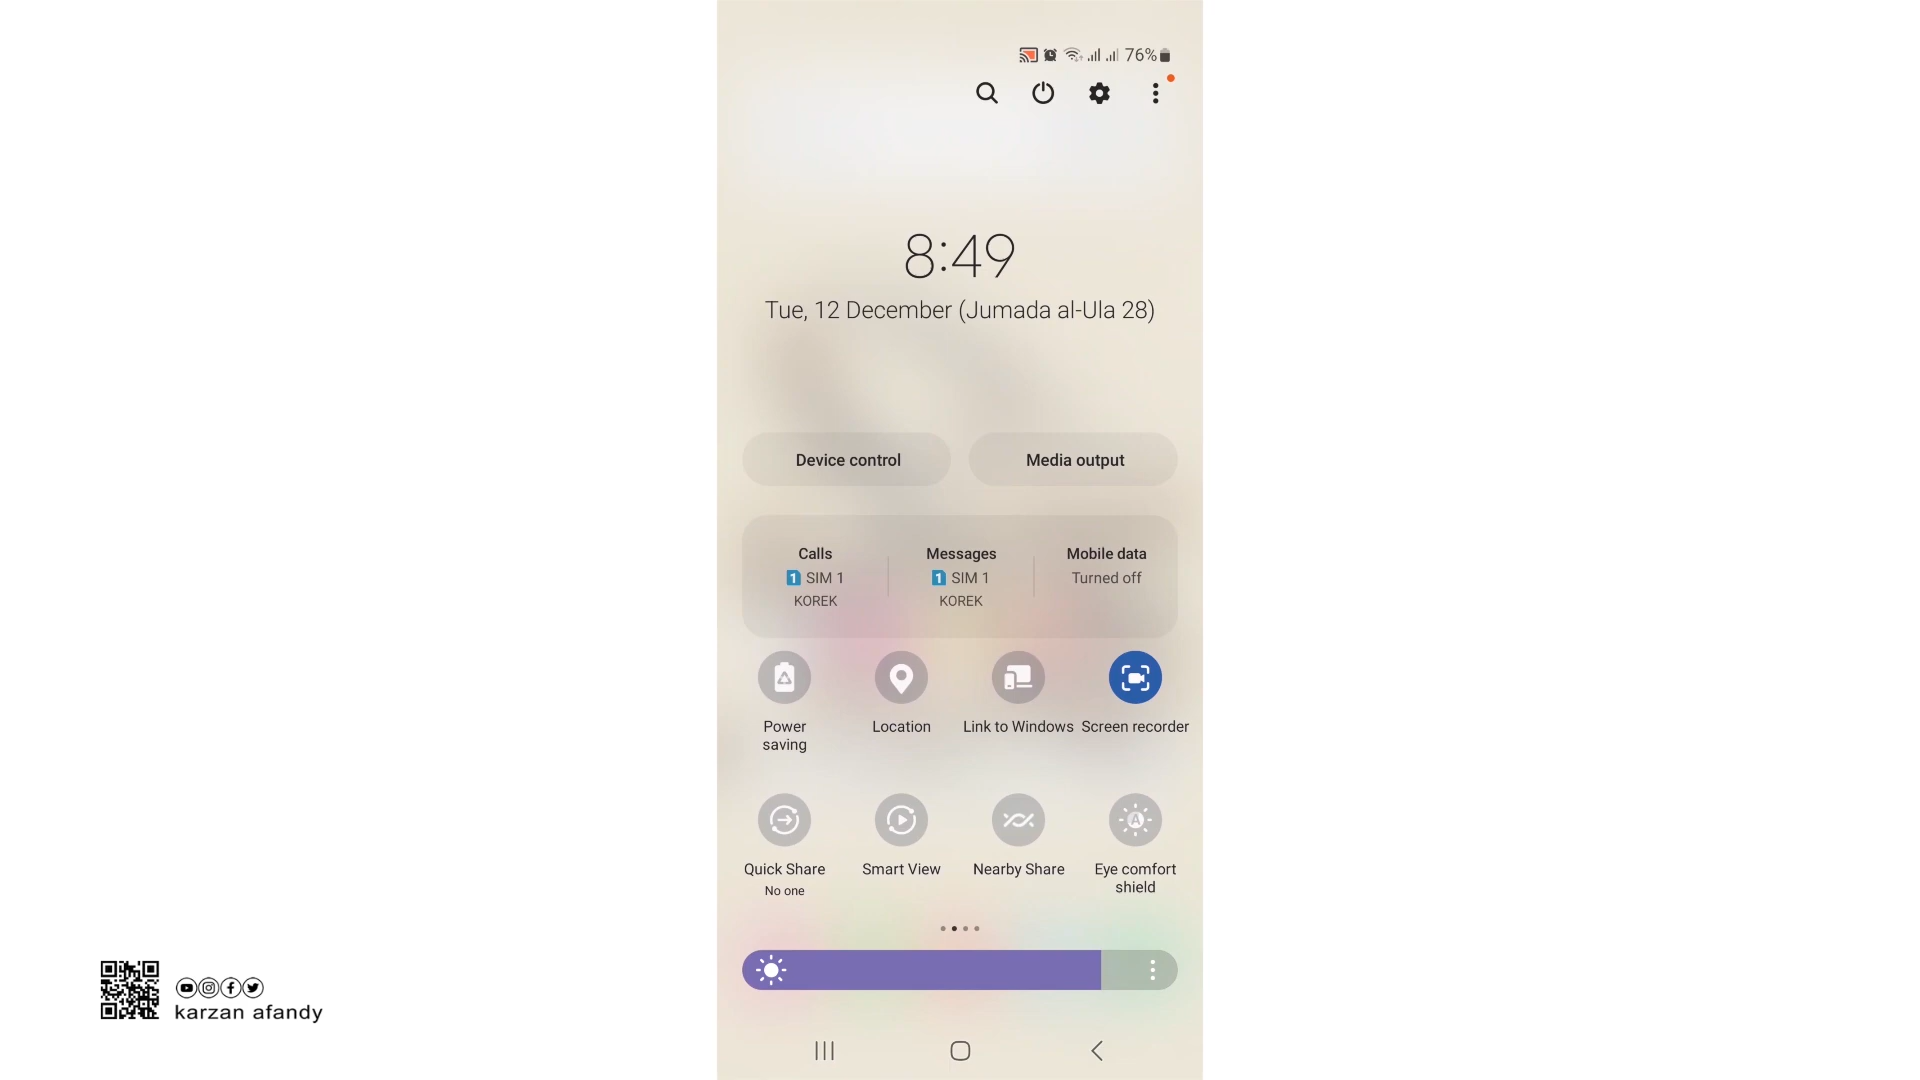 76%
8:49
Tue, 12 December (Jumada al-Ula 28)
Device control
Media output
Calls
1 SIM 1
KOREK
Messages
1 SIM 1
KOREK
Mobile data
Turned off
Power
saving
Location
Link to Windows
Screen recorder
Quick Share
No one
Smart View
Nearby Share
Eye comfort
shield
karzan afandy